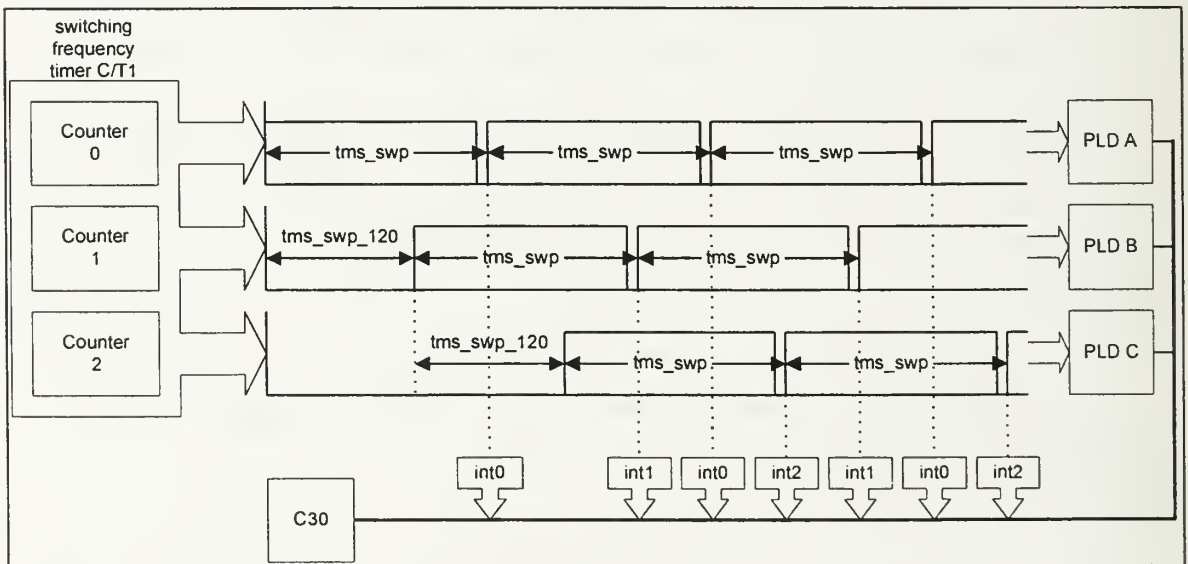 switching
frequency
timer C/T1
Counter
0
tms_swp
tms_swp
tms_swp
PLD A
Counter
1
tms_swp_120
tms_swp
tms_swp
PLD B
Counter
2
tms_swp_120
tms_swp
tms_swp
PLD C
int0
int1
int0
int2
int1
int0
int2
C30